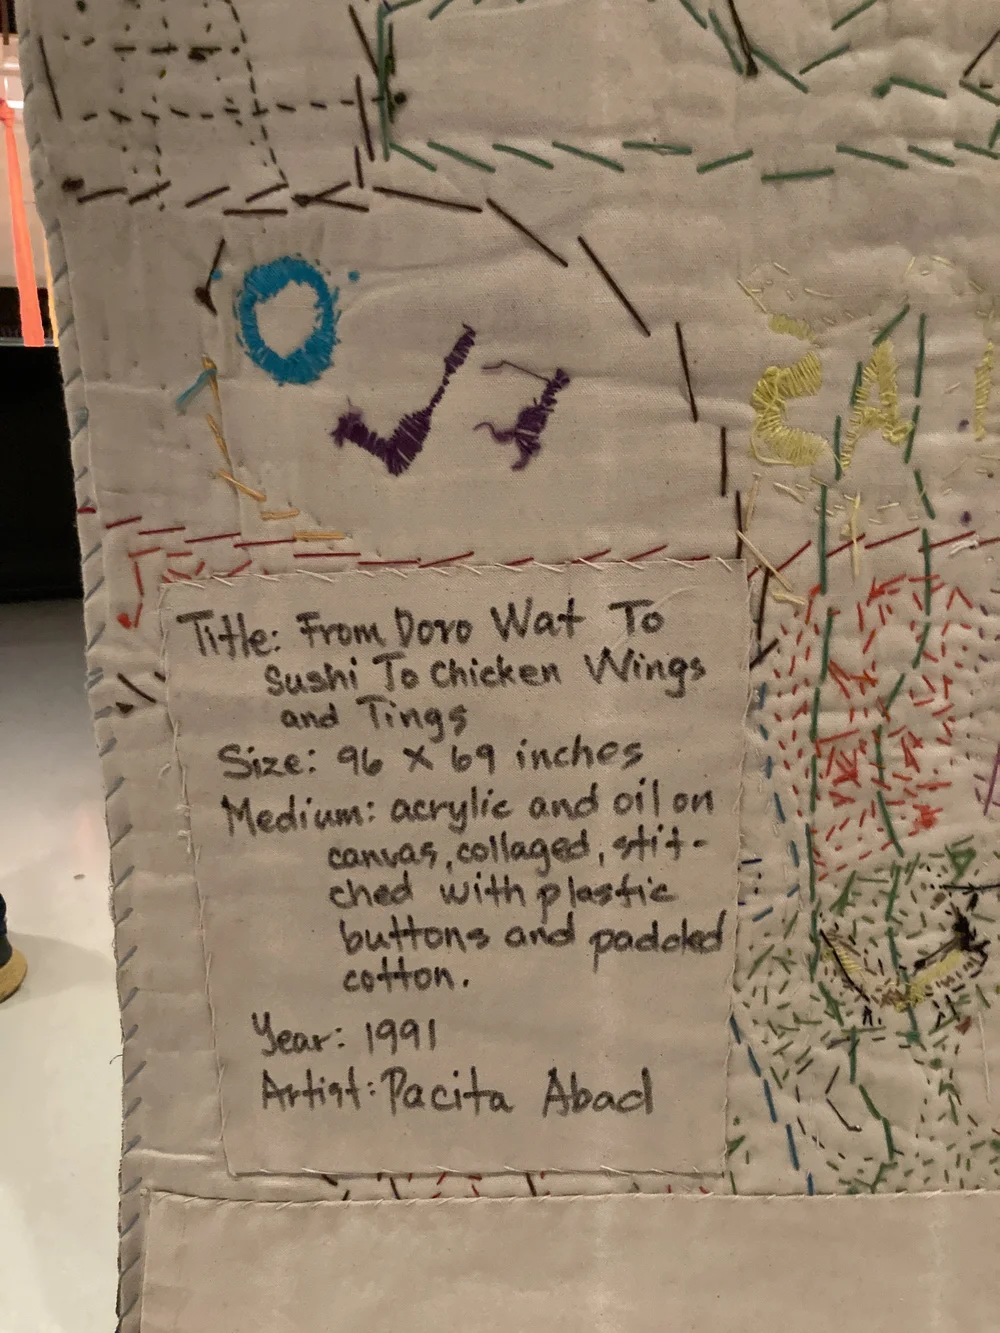 Title: From Doro Wat To
Sushi To Chicken Wings
and Tings
Size: 96 x 69 inches
Medium: acrylic and oil on
canvas, collaged, stit-
ched with plastic
buttons and padded
cotton.
Year: 1991
Artist: Pacita Abad